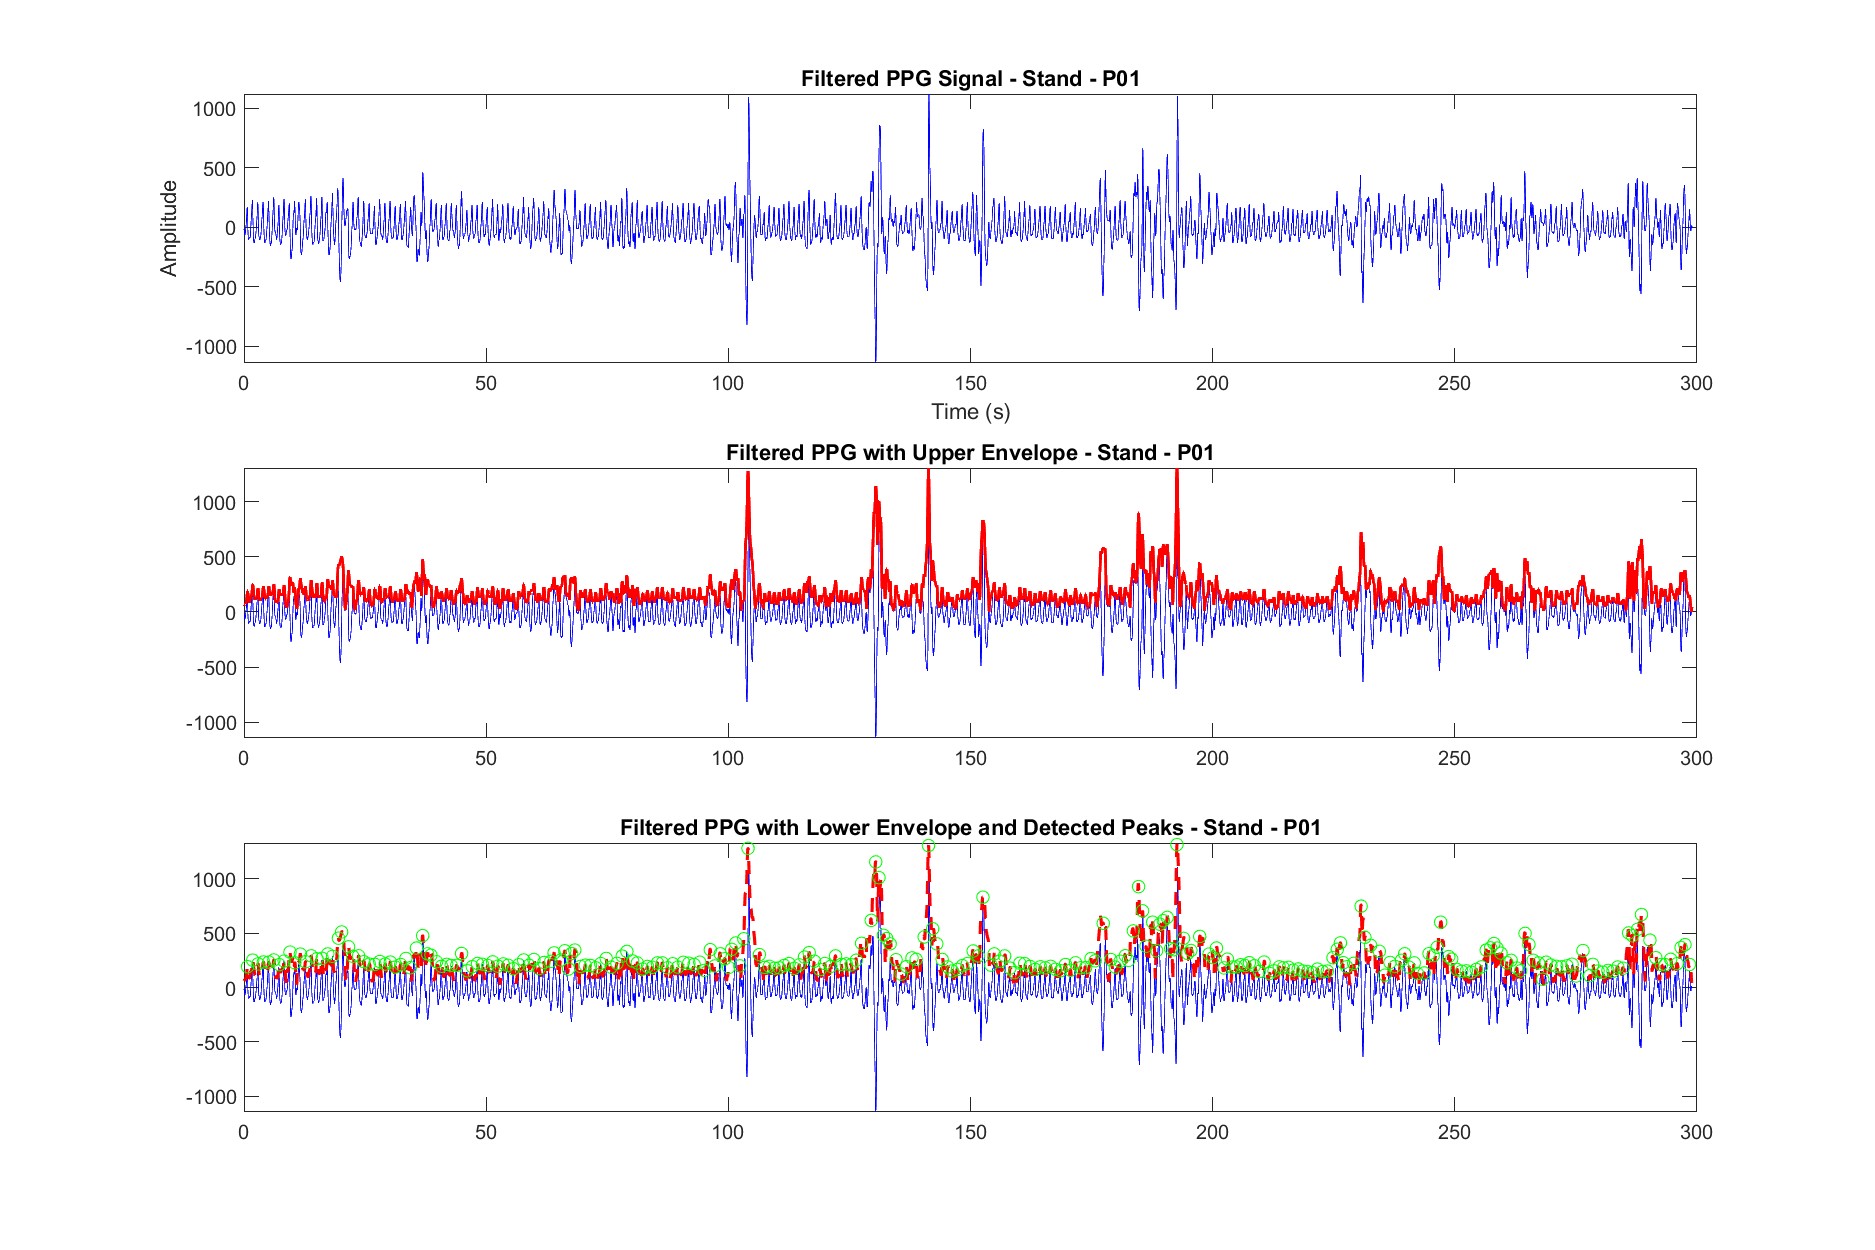 Filtered PPG Signal - Stand - P01
1000
500
0
-500
-1000
Amplitude
0 50 100 150 200 250 300
Time (s)
Filtered PPG with Upper Envelope - Stand - P01
1000
500
0
-500
-1000
0 50 100 150 200 250 300
Filtered PPG with Lower Envelope and Detected Peaks - Stand - P01
1000
500
0
-500
-1000
0 50 100 150 200 250 300